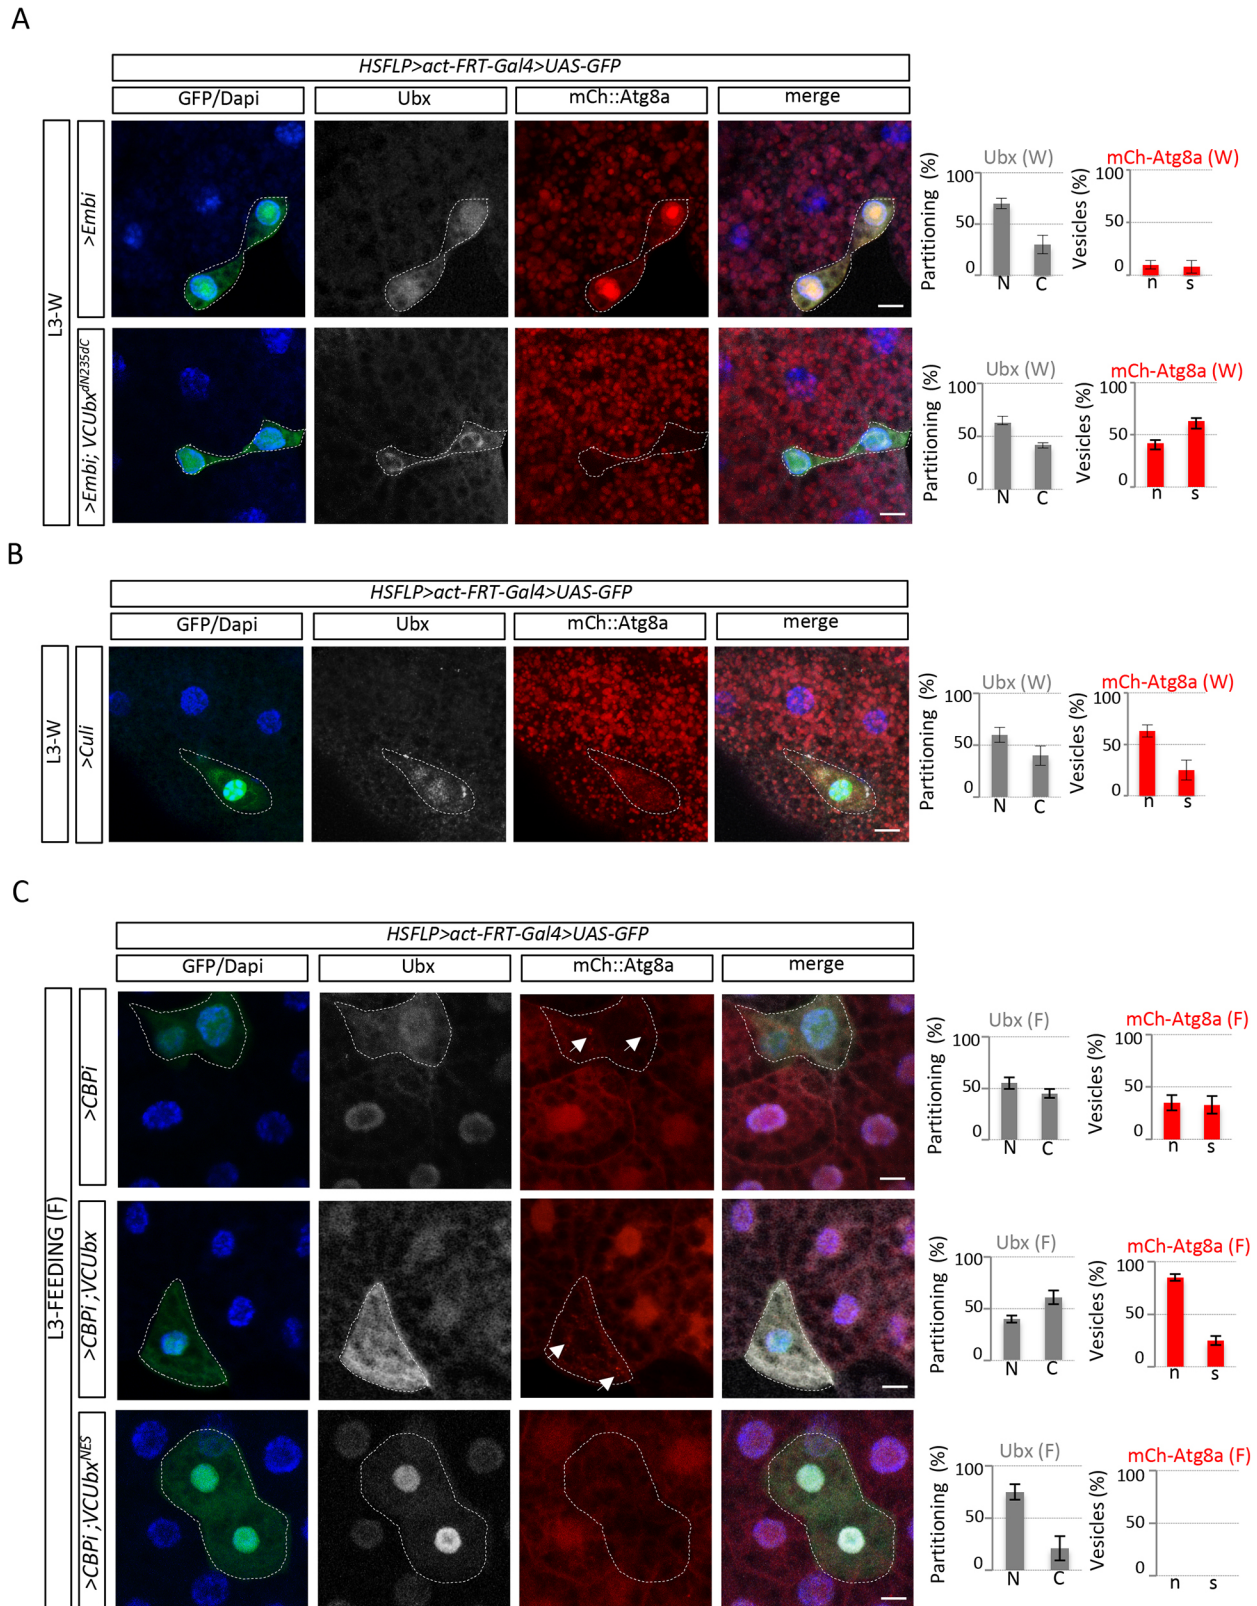 A
HSFLP>act-FRT-Gal4>UAS-GFP
GFP/Dapi Ubx mCh::Atg8a merge
L3-W
>Embi
Ubx (W)
Partitioning (%)
100
50
0
N C
mCh-Atg8a (W)
Vesicles (%)
100
50
0
n s
>Embi; VCUbx^dN235dC
Ubx (W)
Partitioning (%)
100
50
0
N C
mCh-Atg8a (W)
Vesicles (%)
100
50
0
n s
B
HSFLP>act-FRT-Gal4>UAS-GFP
GFP/Dapi Ubx mCh::Atg8a merge
L3-W
>Culi
Ubx (W)
Partitioning (%)
100
50
0
N C
mCh-Atg8a (W)
Vesicles (%)
100
50
0
n s
C
HSFLP>act-FRT-Gal4>UAS-GFP
GFP/Dapi Ubx mCh::Atg8a merge
L3-FEEDING (F)
>CBPi
Ubx (F)
Partitioning (%)
100
50
0
N C
mCh-Atg8a (F)
Vesicles (%)
100
50
0
n s
>CBPi ;VCUbx
Ubx (F)
Partitioning (%)
100
50
0
N C
mCh-Atg8a (F)
Vesicles (%)
100
50
0
n s
>CBPi ;VCUbx^NES
Ubx (F)
Partitioning (%)
100
50
0
N C
mCh-Atg8a (F)
Vesicles (%)
100
50
0
n s